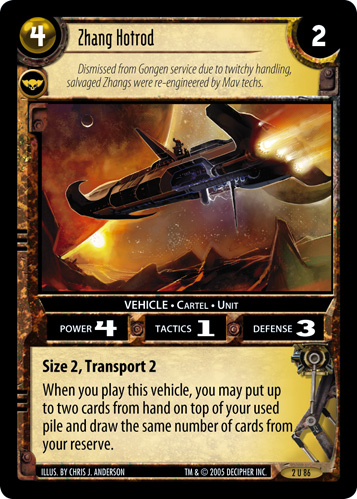 4 Zhang Hotrod 2
Dismissed from Gongen service due to twitchy handling,
salvaged Zhangs were re-engineered by Mav techs.
VEHICLE • CARTEL • UNIT
POWER 4 TACTICS 1 DEFENSE 3
Size 2, Transport 2
When you play this vehicle, you may put up
to two cards from hand on top of your used
pile and draw the same number of cards from
your reserve.
ILLUS. BY CHRIS J. ANDERSON TM & © 2005 DECIPHER INC. 2 U 86